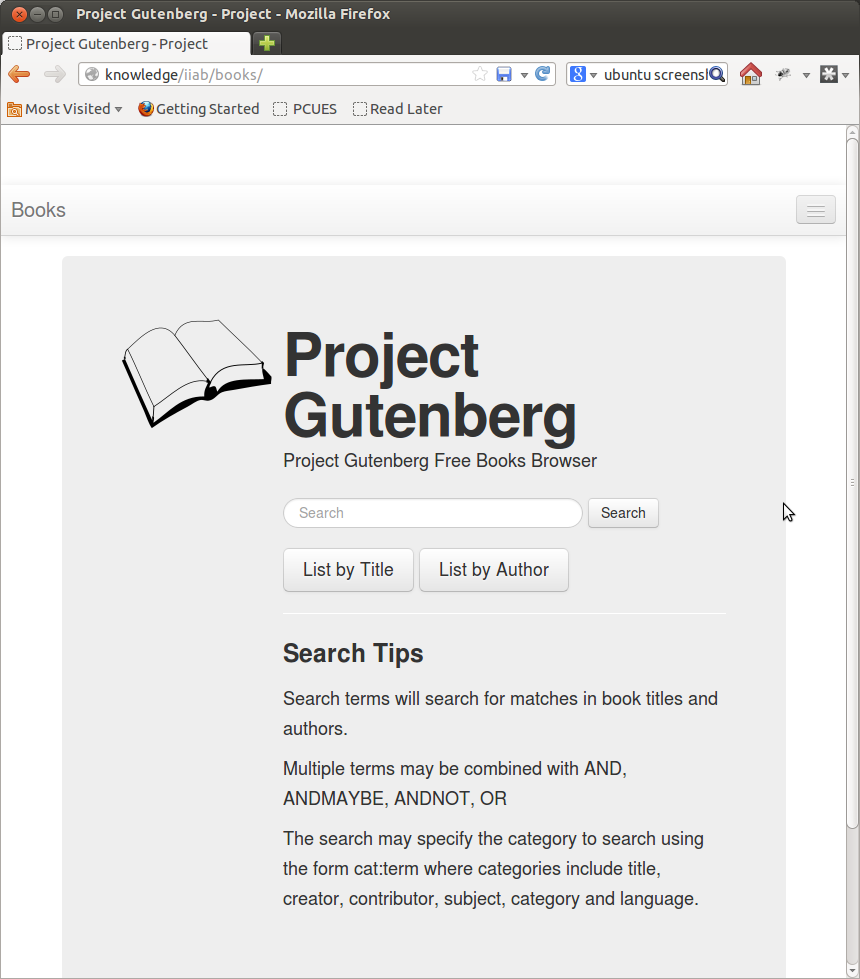 Project Gutenberg - Project - Mozilla Firefox
Project Gutenberg - Project
knowledge/iiab/books/
ubuntu screensl
Most Visited
Getting Started
PCUES
Read Later
Books
Project
Gutenberg
Project Gutenberg Free Books Browser
Search
Search
List by Title
List by Author
Search Tips
Search terms will search for matches in book titles and
authors.
Multiple terms may be combined with AND,
ANDMAYBE, ANDNOT, OR
The search may specify the category to search using
the form cat:term where categories include title,
creator, contributor, subject, category and language.